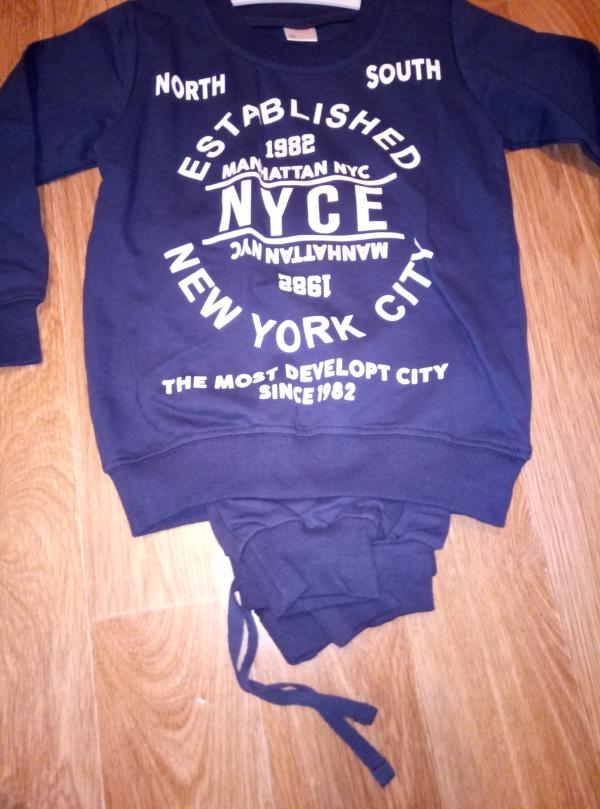 NORTH SOUTH
ESTABLISHED
1982
MANHATTAN NYC
NYCE
MANHATTAN NYC
1982
NEW YORK CITY
THE MOST DEVELOPT CITY
SINCE 1982